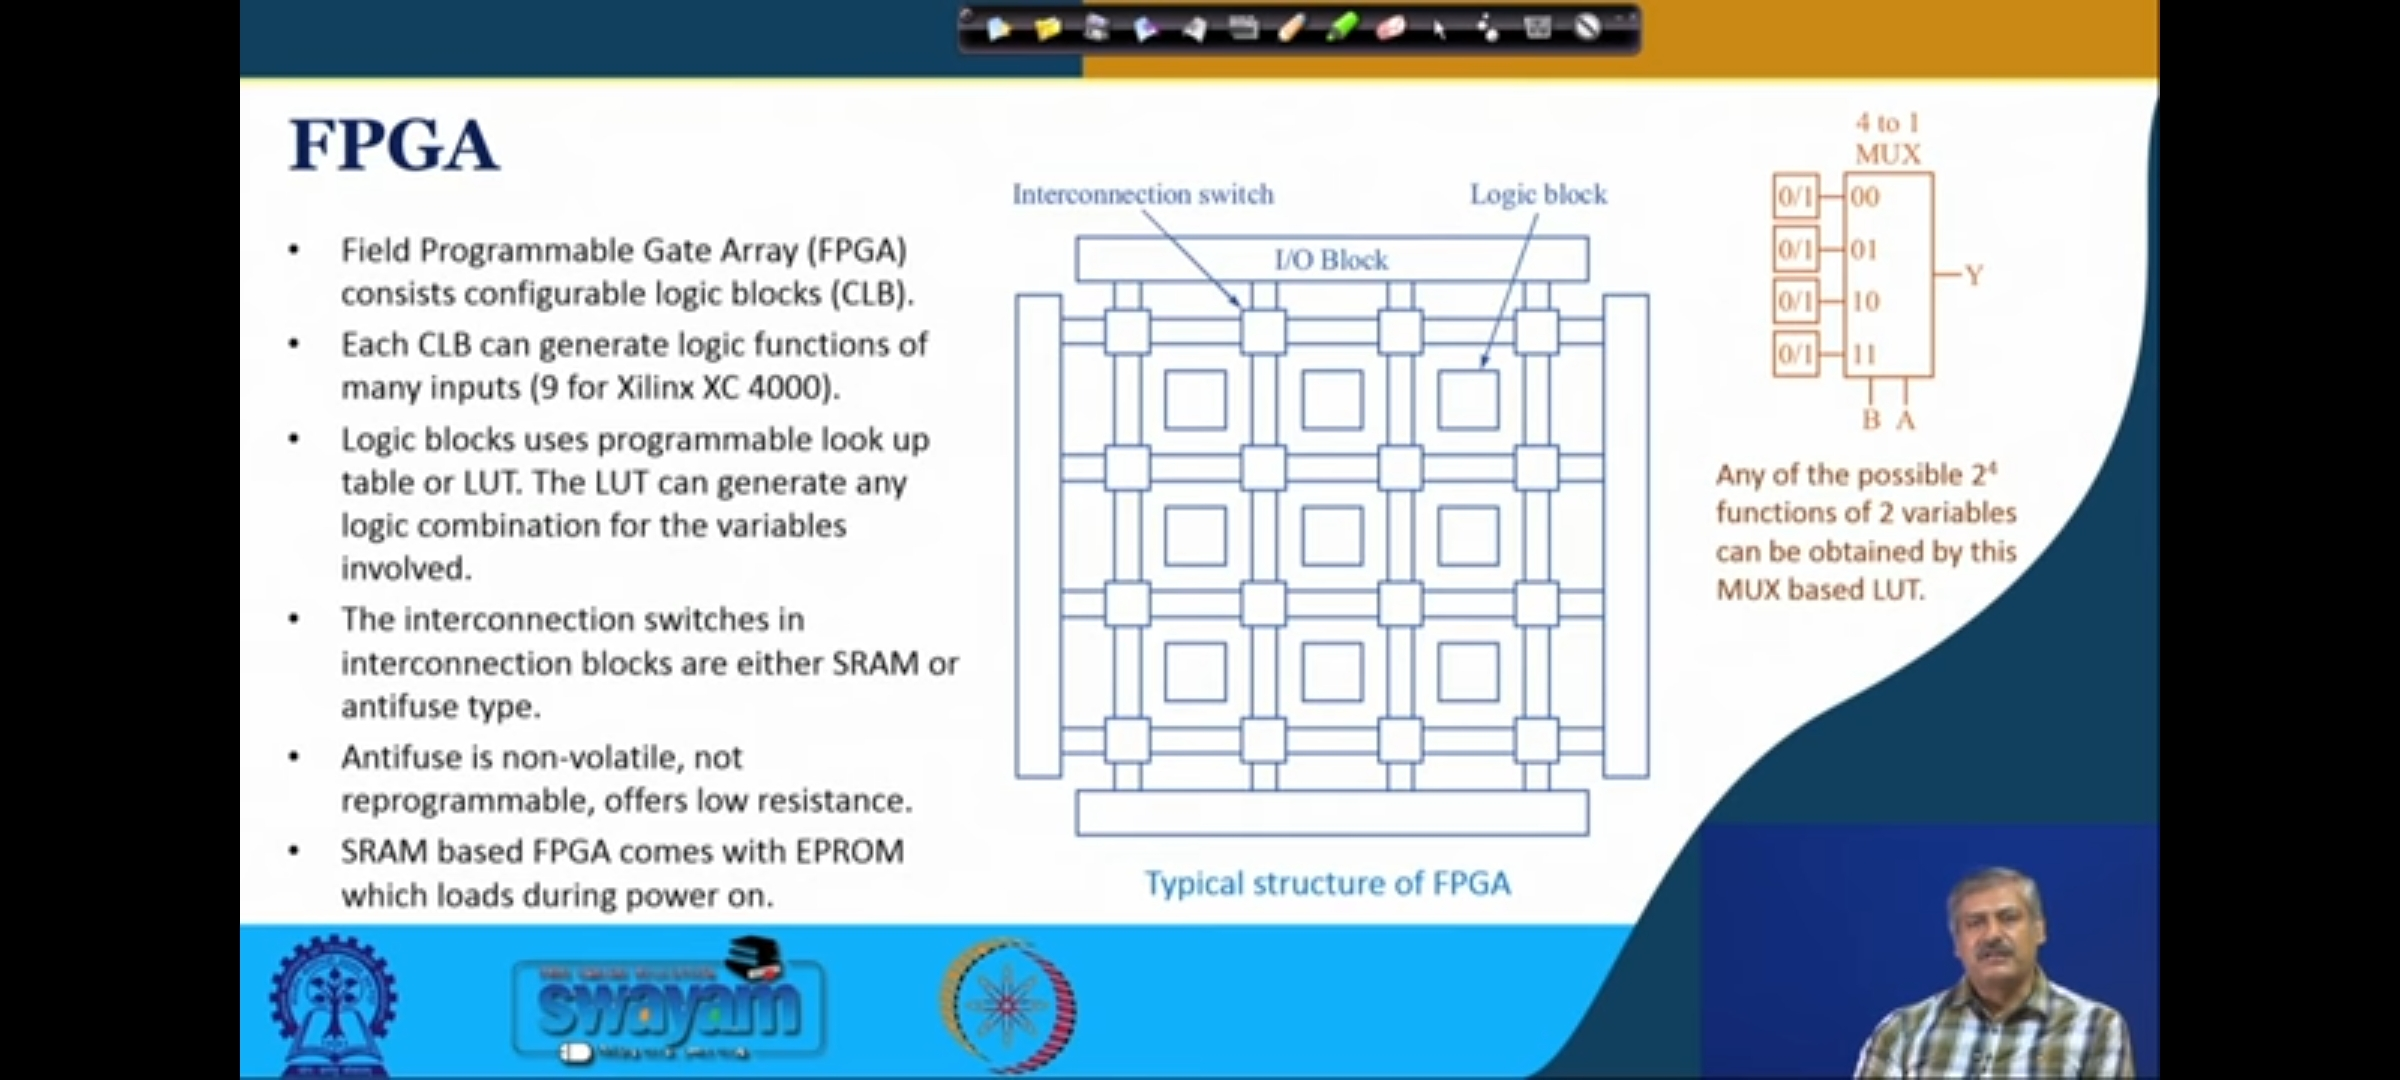 FPGA
• Field Programmable Gate Array (FPGA)
consists configurable logic blocks (CLB).
• Each CLB can generate logic functions of
many inputs (9 for Xilinx XC 4000).
• Logic blocks uses programmable look up
table or LUT. The LUT can generate any
logic combination for the variables
involved.
• The interconnection switches in
interconnection blocks are either SRAM or
antifuse type.
• Antifuse is non-volatile, not
reprogrammable, offers low resistance.
• SRAM based FPGA comes with EPROM
which loads during power on.
Interconnection switch
Logic block
I/O Block
Typical structure of FPGA
4 to 1
MUX
0/1 00
0/1 01
0/1 10
0/1 11
Y
B A
Any of the possible 2⁴
functions of 2 variables
can be obtained by this
MUX based LUT.
swayam